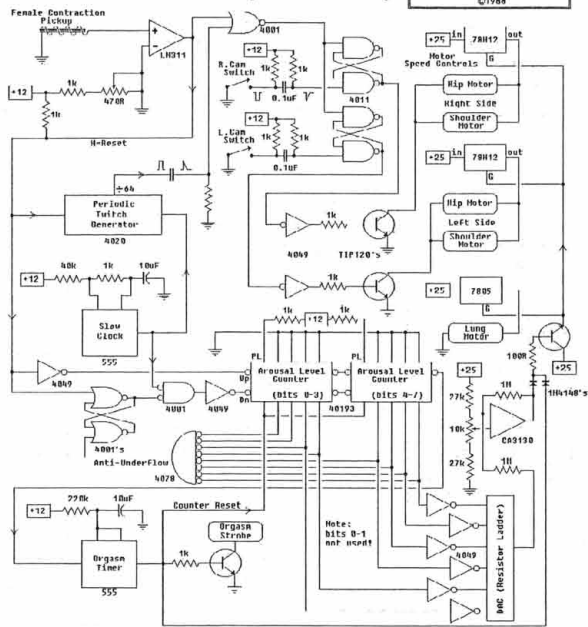 ©1988
Female Contraction
Pickup
LM311
4001
+12
R.Cam
Switch
1k
1k
0.1uF
4011
+25
in
78H12
out
G
Motor
Speed Controls
Hip Motor
Right Side
Shoulder
Motor
+12
1k
470R
1k
H-Reset
+12
L.Cam
Switch
1k
1k
0.1uF
+25
in
78H12
out
G
Hip Motor
Left Side
Shoulder
Motor
÷64
Periodic
Twitch
Generator
4020
1k
4049
TIP120's
1k
40k
1k
10uF
+12
Slow
Clock
555
+25
7805
G
Lung
Motor
1k
+12
1k
100R
+25
1N4148's
4049
4001
4049
4001's
Up
Dn
PL
Arousal Level
Counter
(bits 0-3)
40193
PL
Arousal Level
Counter
(bits 4-7)
+25
27k
10k
27k
1M
CA3130
1M
Anti-Underflow
4078
220k
10uF
+12
Counter Reset
Orgasm
Timer
555
1k
Orgasm
Strobe
Note:
bits 0-1
not used!
4049
DAC (Resistor Ladder)